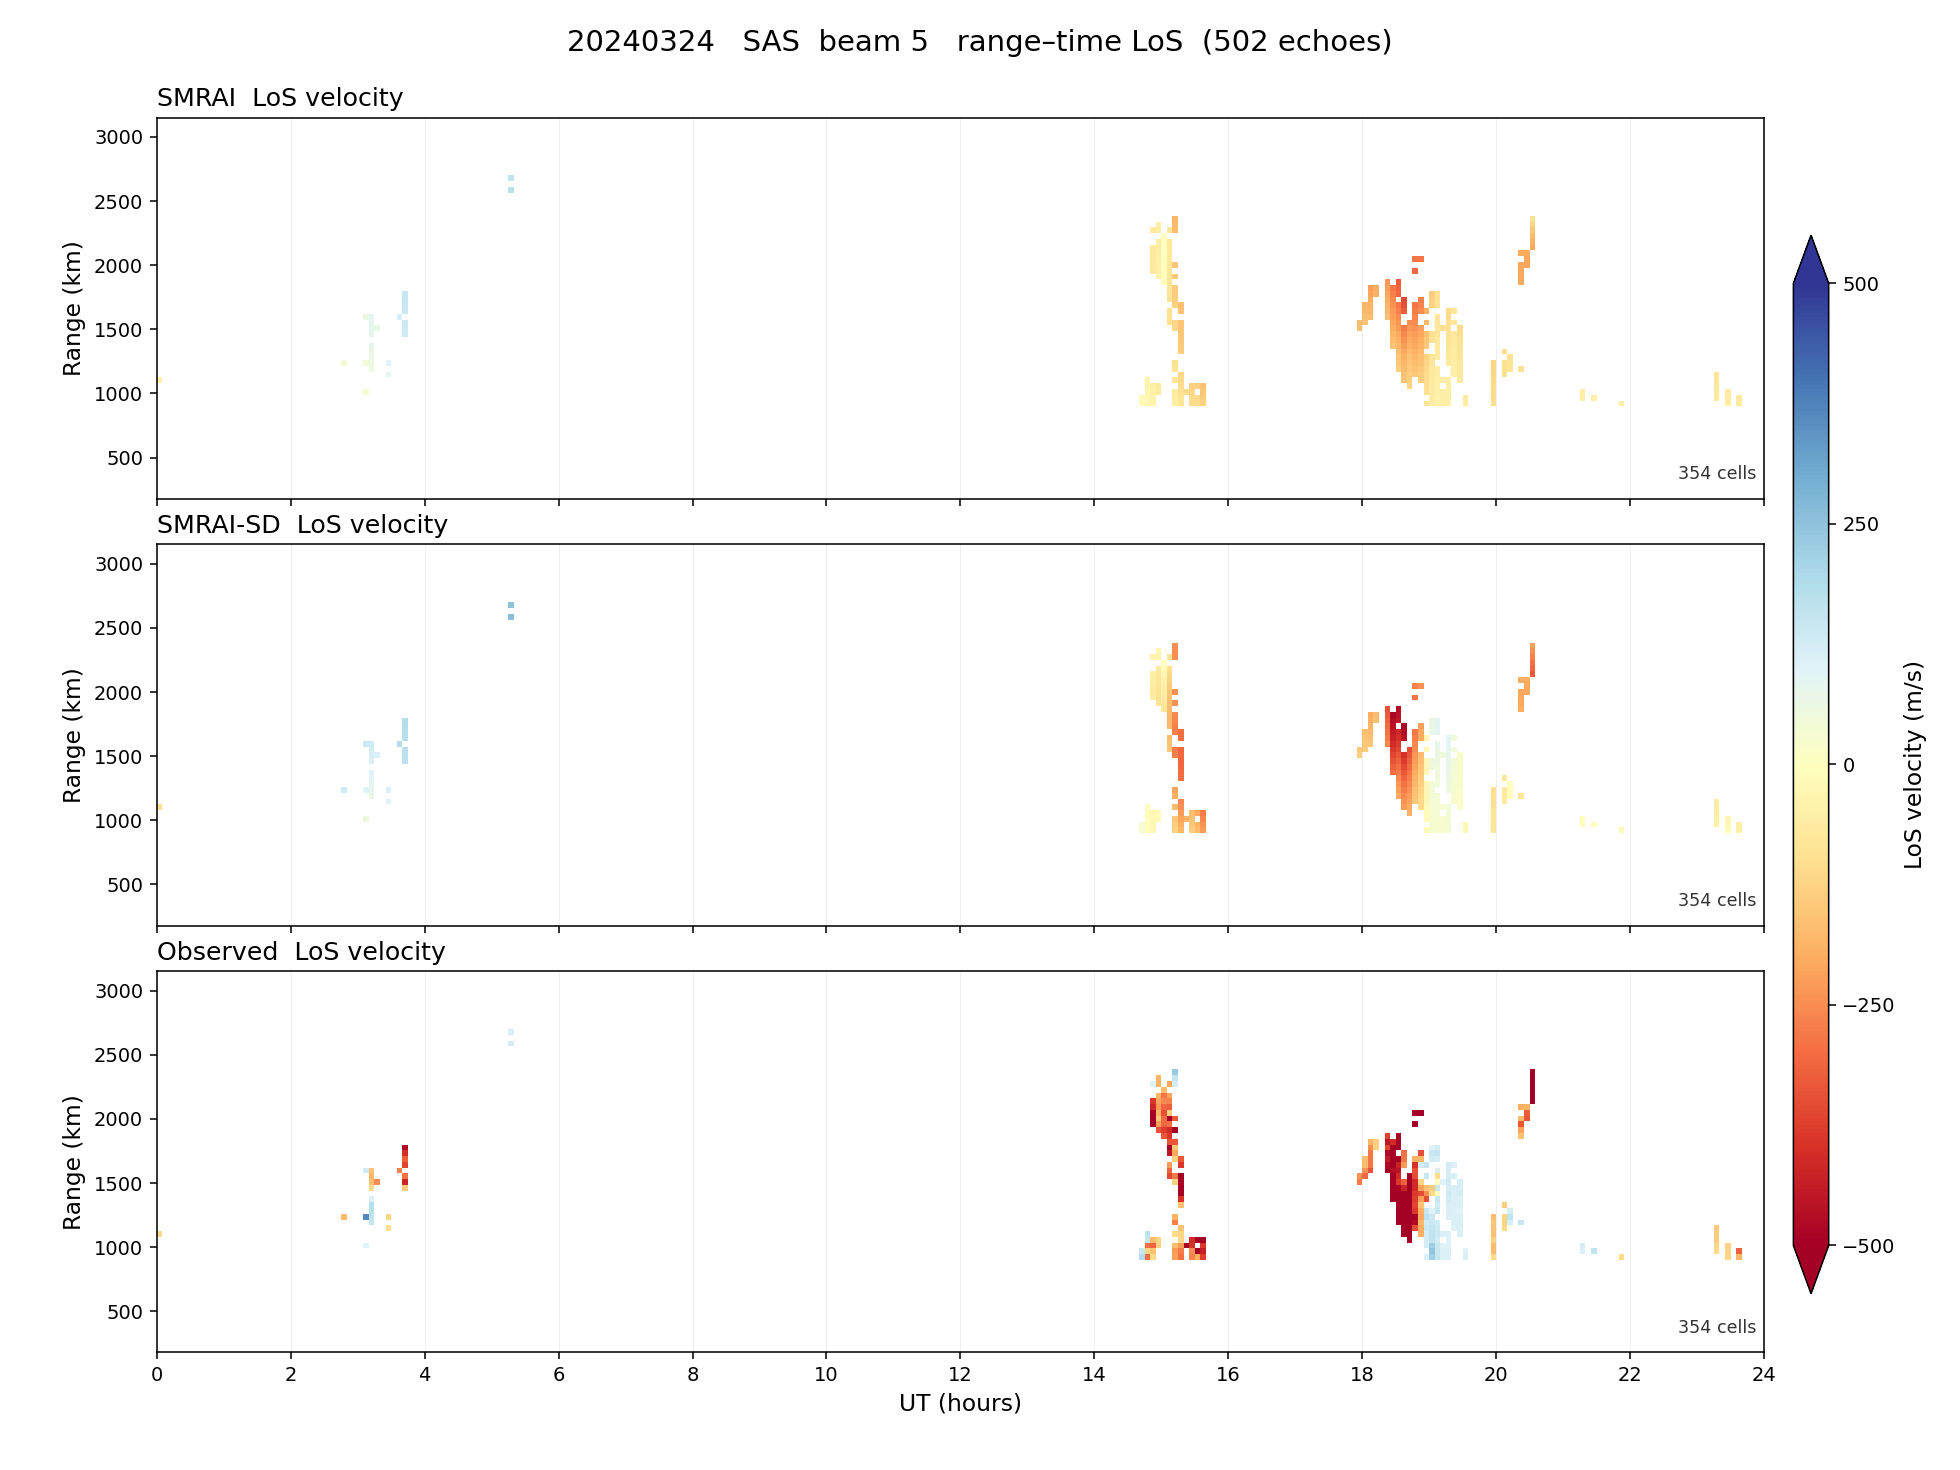 20240324   SAS  beam 5   range–time LoS  (502 echoes)
SMRAI  LoS velocity
3000
2500
2000
1500
1000
500
Range (km)
354 cells
SMRAI-SD  LoS velocity
3000
2500
2000
1500
1000
500
Range (km)
354 cells
Observed  LoS velocity
3000
2500
2000
1500
1000
500
Range (km)
354 cells
0 2 4 6 8 10 12 14 16 18 20 22 24
UT (hours)
500
250
0
−250
−500
LoS velocity (m/s)